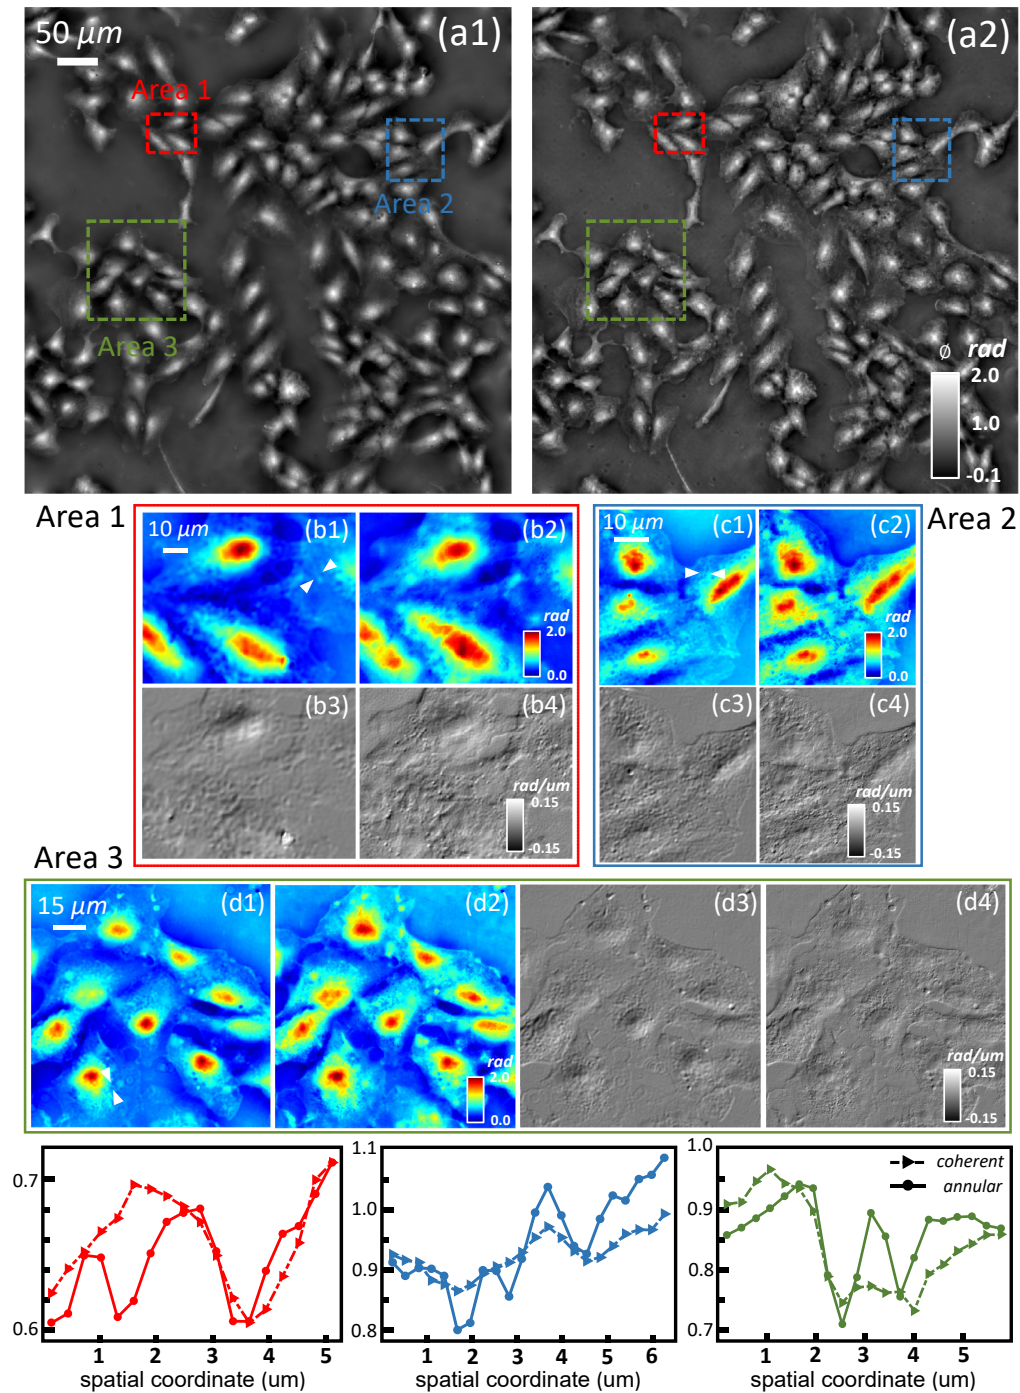 50 μm
(a1)
(a2)
Area 1
Area 2
Area 3
ø rad
2.0
1.0
-0.1
Area 1
Area 2
10 μm
(b1)
(b2)
rad
2.0
0.0
(b3)
(b4)
rad/um
0.15
-0.15
10 μm
(c1)
(c2)
rad
2.0
0.0
(c3)
(c4)
rad/um
0.15
-0.15
Area 3
15 μm
(d1)
(d2)
(d3)
(d4)
rad
2.0
0.0
rad/um
0.15
-0.15
0.7
0.6
1 2 3 4 5
spatial coordinate (um)
1.1
1.0
0.9
0.8
1 2 3 4 5 6
spatial coordinate (um)
1.0
0.9
0.8
0.7
coherent
annular
1 2 3 4 5
spatial coordinate (um)